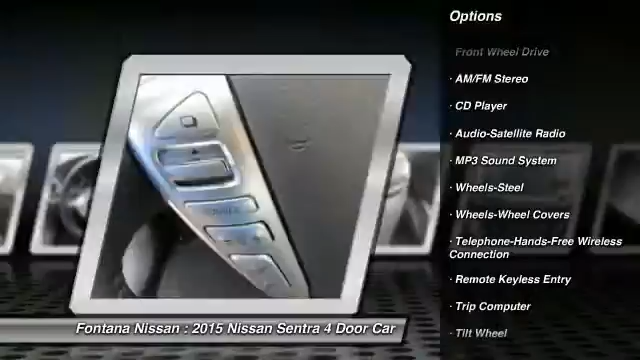 Options
Front Wheel Drive
· AM/FM Stereo
· CD Player
· Audio-Satellite Radio
· MP3 Sound System
· Wheels-Steel
· Wheels-Wheel Covers
· Telephone-Hands-Free Wireless
Connection
· Remote Keyless Entry
· Trip Computer
· Tilt Wheel
Fontana Nissan : 2015 Nissan Sentra 4 Door Car